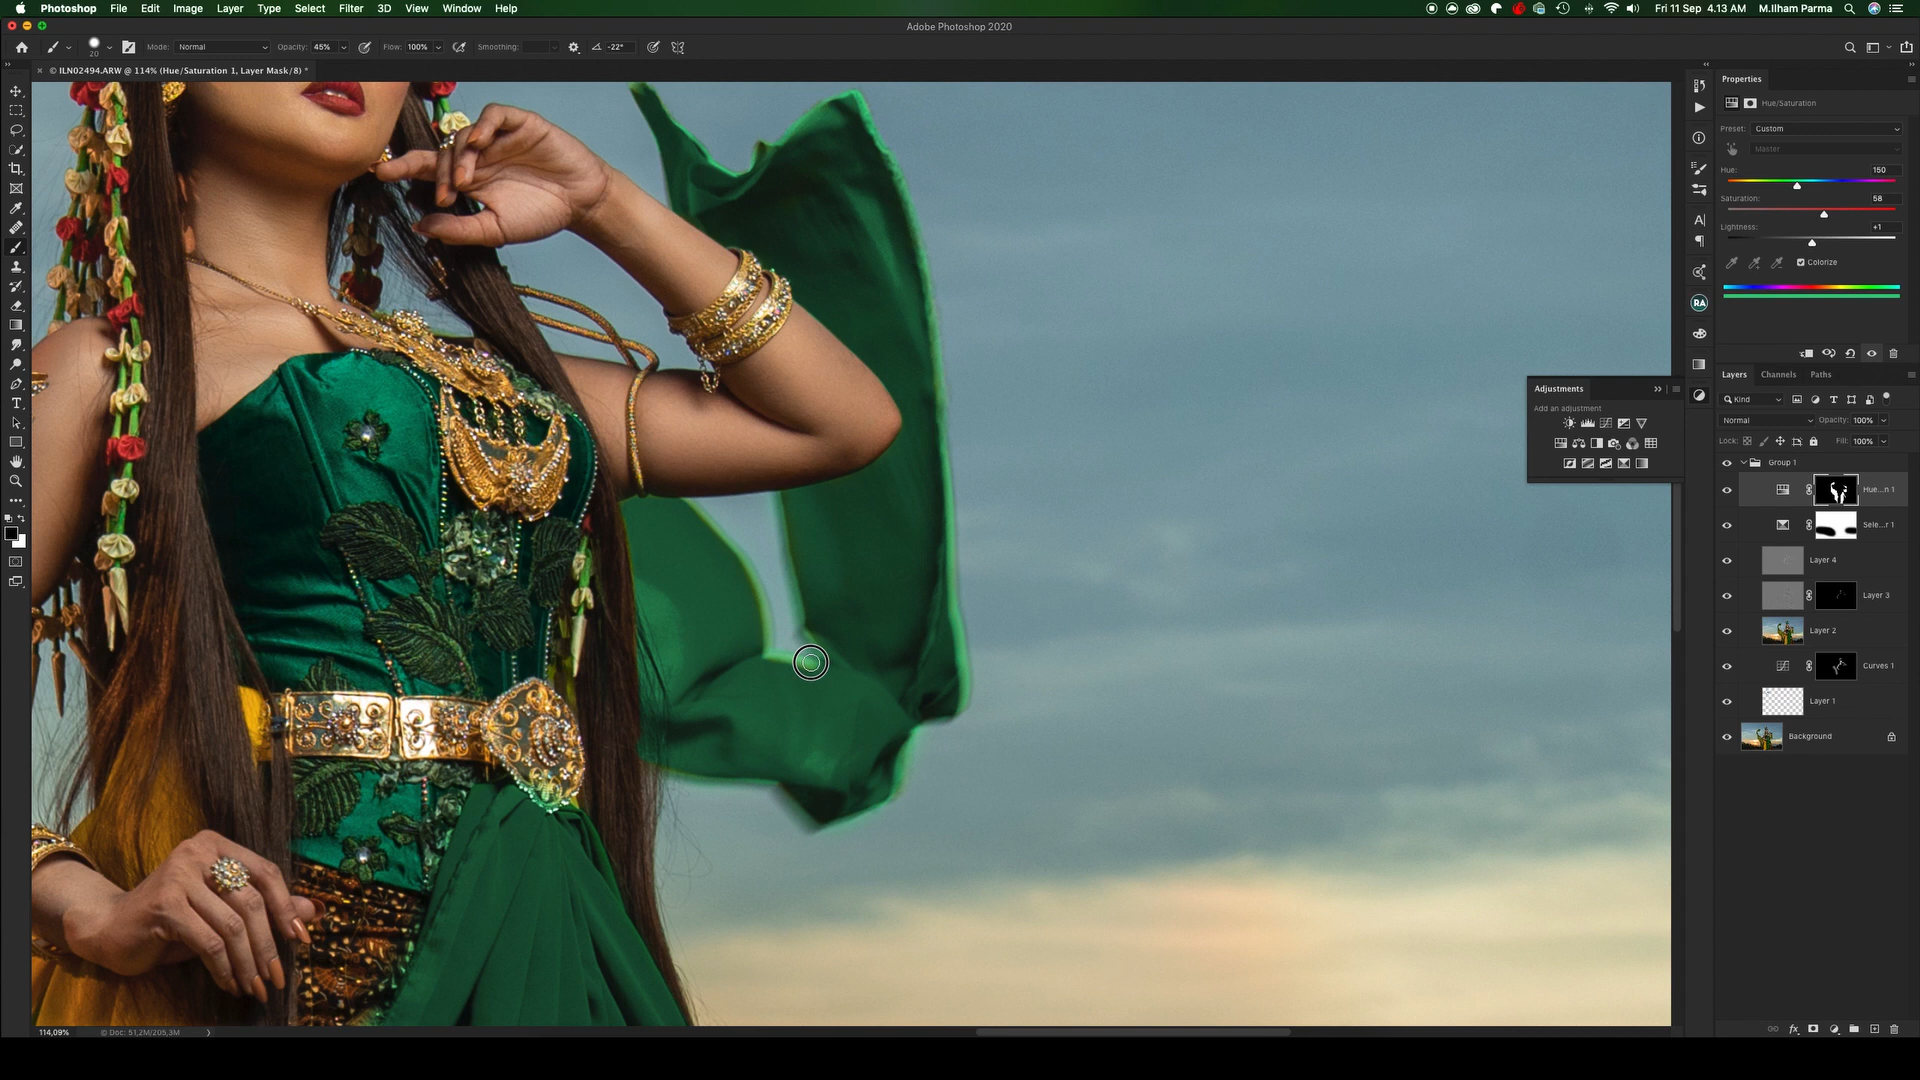 Photoshop File Edit Image Layer Type Select Filter 3D View Window Help Fri 11 Sep 4.13 AM M.Ilham Parma
Adobe Photoshop 2020
20 Mode: Normal Opacity: 45% Flow: 100% Smoothing: -22°
× © ILN02494.ARW @ 114% (Hue/Saturation 1, Layer Mask/8) *
Properties
Hue/Saturation
Preset: Custom
Master
Hue: 150
Saturation: 58
Lightness: +1
Colorize
RA
Layers Channels Paths
Kind
Normal Opacity: 100%
Lock: Fill: 100%
Group 1
Hue...n 1
Sele...r 1
Layer 4
Layer 3
Layer 2
Curves 1
Layer 1
Background
Adjustments
Add an adjustment
114,09% © Doc: 51,2M/205,3M